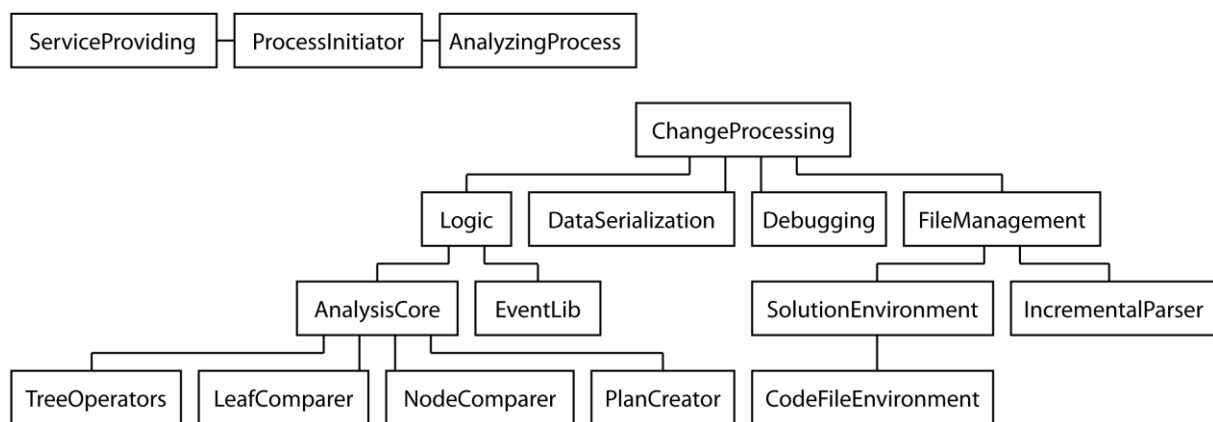 ServiceProviding ProcessInitiator AnalyzingProcess
ChangeProcessing
Logic DataSerialization Debugging FileManagement
AnalysisCore EventLib SolutionEnvironment IncrementalParser
TreeOperators LeafComparer NodeComparer PlanCreator CodeFileEnvironment